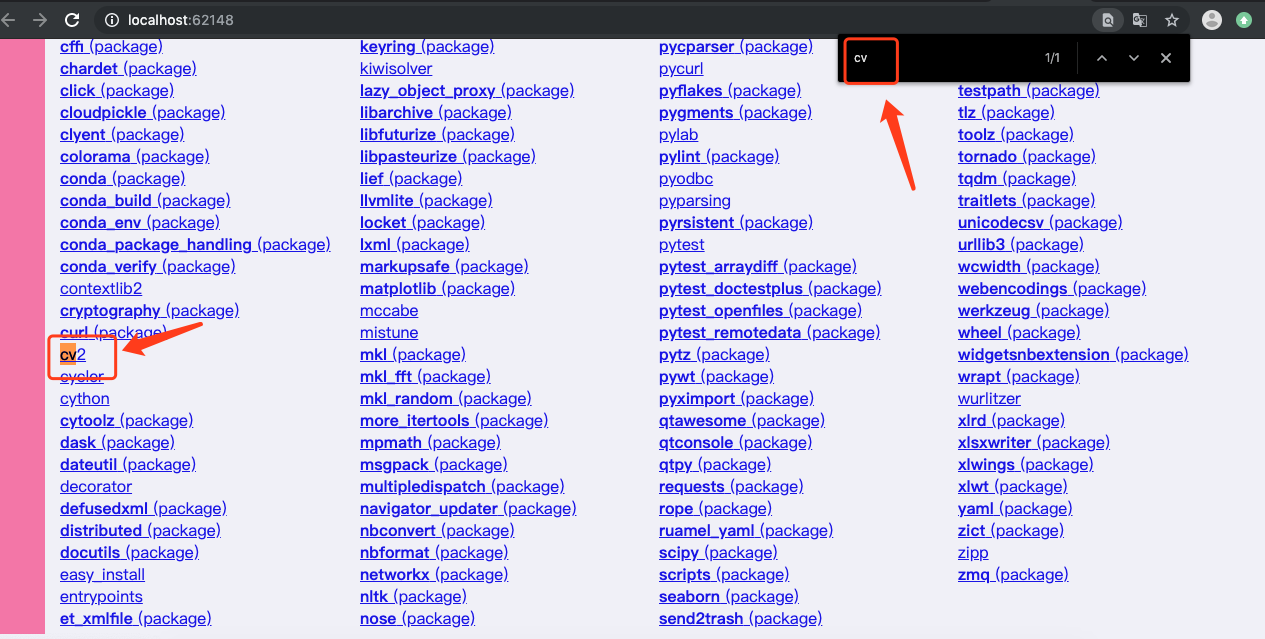 localhost:62148
cv
1/1
cffi (package)
chardet (package)
click (package)
cloudpickle (package)
clyent (package)
colorama (package)
conda (package)
conda_build (package)
conda_env (package)
conda_package_handling (package)
conda_verify (package)
contextlib2
cryptography (package)
curl (package)
cv2
cycler
cython
cytoolz (package)
dask (package)
dateutil (package)
decorator
defusedxml (package)
distributed (package)
docutils (package)
easy_install
entrypoints
et_xmlfile (package)
keyring (package)
kiwisolver
lazy_object_proxy (package)
libarchive (package)
libfuturize (package)
libpasteurize (package)
lief (package)
llvmlite (package)
locket (package)
lxml (package)
markupsafe (package)
matplotlib (package)
mccabe
mistune
mkl (package)
mkl_fft (package)
mkl_random (package)
more_itertools (package)
mpmath (package)
msgpack (package)
multipledispatch (package)
navigator_updater (package)
nbconvert (package)
nbformat (package)
networkx (package)
nltk (package)
nose (package)
pycparser (package)
pycurl
pyflakes (package)
pygments (package)
pylab
pylint (package)
pyodbc
pyparsing
pyrsistent (package)
pytest
pytest_arraydiff (package)
pytest_doctestplus (package)
pytest_openfiles (package)
pytest_remotedata (package)
pytz (package)
pywt (package)
pyximport (package)
qtawesome (package)
qtconsole (package)
qtpy (package)
requests (package)
rope (package)
ruamel_yaml (package)
scipy (package)
scripts (package)
seaborn (package)
send2trash (package)
testpath (package)
tlz (package)
toolz (package)
tornado (package)
tqdm (package)
traitlets (package)
unicodecsv (package)
urllib3 (package)
wcwidth (package)
webencodings (package)
werkzeug (package)
wheel (package)
widgetsnbextension (package)
wrapt (package)
wurlitzer
xlrd (package)
xlsxwriter (package)
xlwings (package)
xlwt (package)
yaml (package)
zict (package)
zipp
zmq (package)